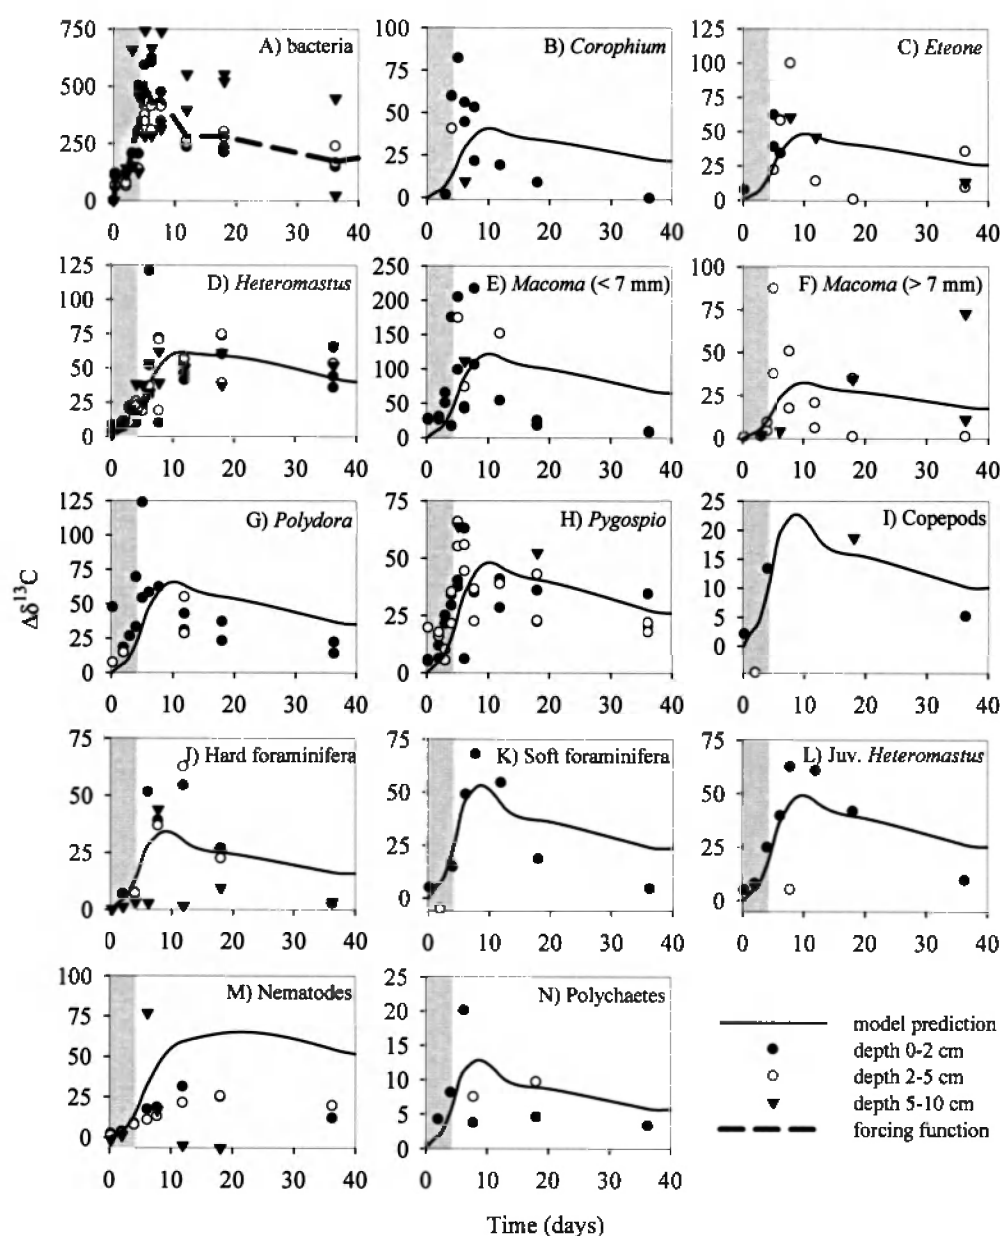 A) bacteria
750
500
250
0
0 10 20 30 40
B) Corophium
100
75
50
25
0
0 10 20 30 40
C) Eteone
125
100
75
50
25
0
0 10 20 30 40
D) Heteromastus
125
100
75
50
25
0
0 10 20 30 40
E) Macoma (< 7 mm)
250
200
150
100
50
0
0 10 20 30 40
F) Macoma (> 7 mm)
100
75
50
25
0
0 10 20 30 40
Δδ13C
G) Polydora
125
100
75
50
25
0
0 10 20 30 40
H) Pygospio
75
50
25
0
0 10 20 30 40
I) Copepods
25
20
15
10
5
0
0 10 20 30 40
J) Hard foraminifera
75
50
25
0
0 10 20 30 40
K) Soft foraminifera
75
50
25
0
0 10 20 30 40
L) Juv. Heteromastus
75
50
25
0
0 10 20 30 40
M) Nematodes
100
75
50
25
0
0 10 20 30 40
N) Polychaetes
25
20
15
10
5
0
0 10 20 30 40
model prediction
depth 0-2 cm
depth 2-5 cm
depth 5-10 cm
forcing function
Time (days)